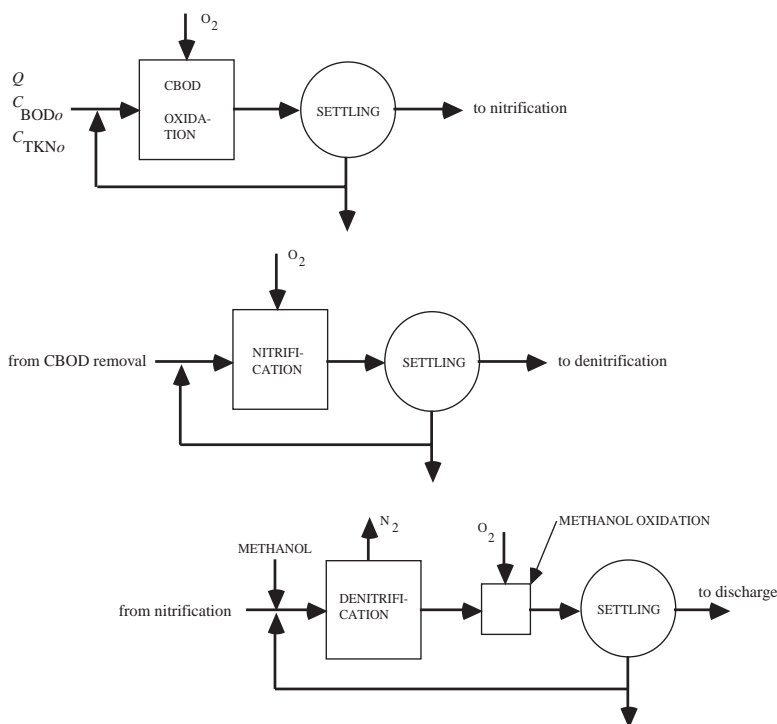 O2
Q
CBODo
CTKNo
CBOD
OXIDA-
TION
SETTLING
to nitrification
O2
from CBOD removal
NITRIFI-
CATION
SETTLING
to denitrification
N2
O2
METHANOL OXIDATION
METHANOL
from nitrification
DENITRIFI-
CATION
SETTLING
to discharge